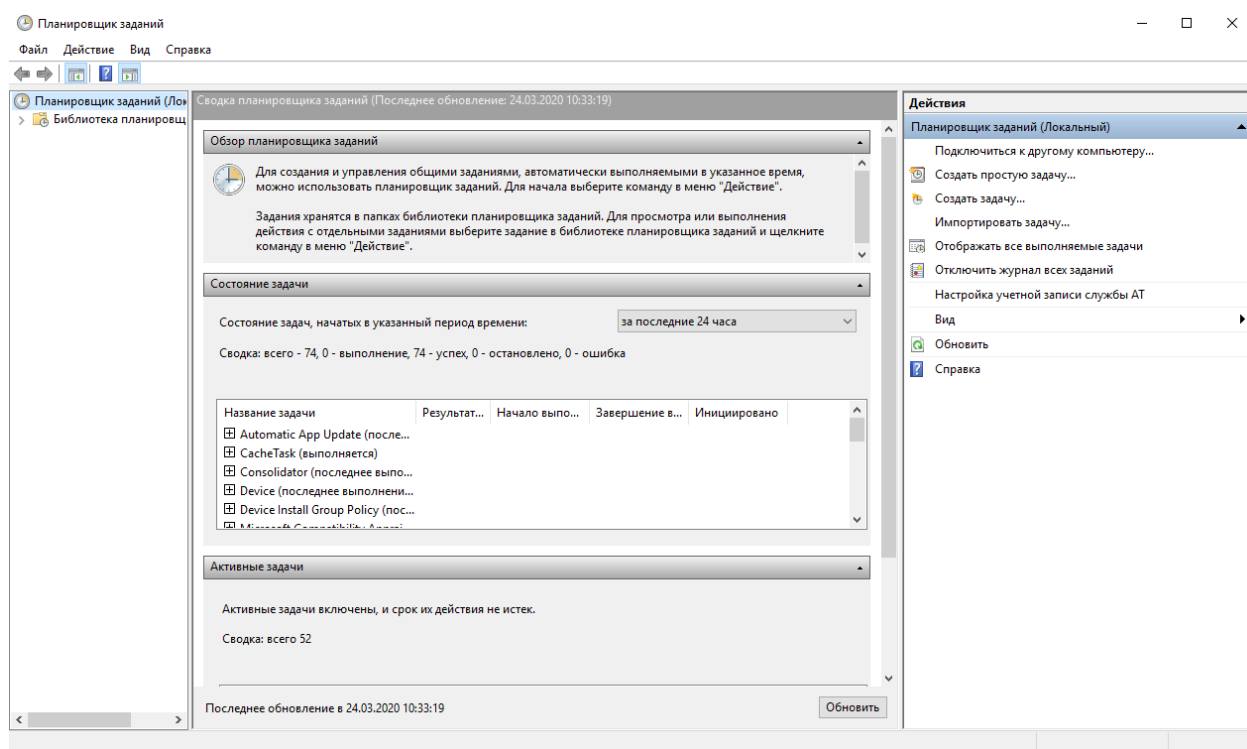 Планировщик заданий
Файл Действие Вид Справка
Планировщик заданий (Лок
Библиотека планировщ
Сводка планировщика заданий (Последнее обновление: 24.03.2020 10:33:19)
Обзор планировщика заданий
Для создания и управления общими заданиями, автоматически выполняемыми в указанное время,
можно использовать планировщик заданий. Для начала выберите команду в меню "Действие".
Задания хранятся в папках библиотеки планировщика заданий. Для просмотра или выполнения
действия с отдельными заданиями выберите задание в библиотеке планировщика заданий и щелкните
команду в меню "Действие".
Состояние задачи
Состояние задач, начатых в указанный период времени: за последние 24 часа
Сводка: всего - 74, 0 - выполнение, 74 - успех, 0 - остановлено, 0 - ошибка
Название задачи Результат... Начало выпо... Завершение в... Инициировано
Automatic App Update (после...
CacheTask (выполняется)
Consolidator (последнее выпо...
Device (последнее выполнени...
Device Install Group Policy (пос...
Microsoft Compatibility Apprai...
Активные задачи
Активные задачи включены, и срок их действия не истек.
Сводка: всего 52
Последнее обновление в 24.03.2020 10:33:19
Обновить
Действия
Планировщик заданий (Локальный)
Подключиться к другому компьютеру...
Создать простую задачу...
Создать задачу...
Импортировать задачу...
Отображать все выполняемые задачи
Отключить журнал всех заданий
Настройка учетной записи службы AT
Вид
Обновить
Справка